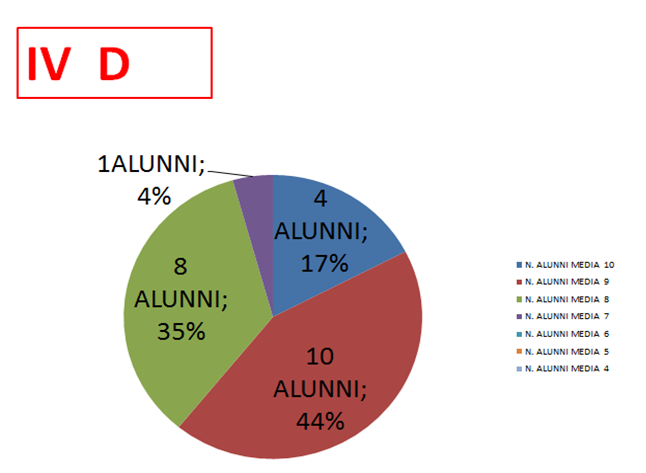 IV D
1ALUNNI;
4%
4
ALUNNI;
17%
8
ALUNNI;
35%
10
ALUNNI;
44%
N. ALUNNI MEDIA 10
N. ALUNNI MEDIA 9
N. ALUNNI MEDIA 8
N. ALUNNI MEDIA 7
N. ALUNNI MEDIA 6
N. ALUNNI MEDIA 5
N. ALUNNI MEDIA 4